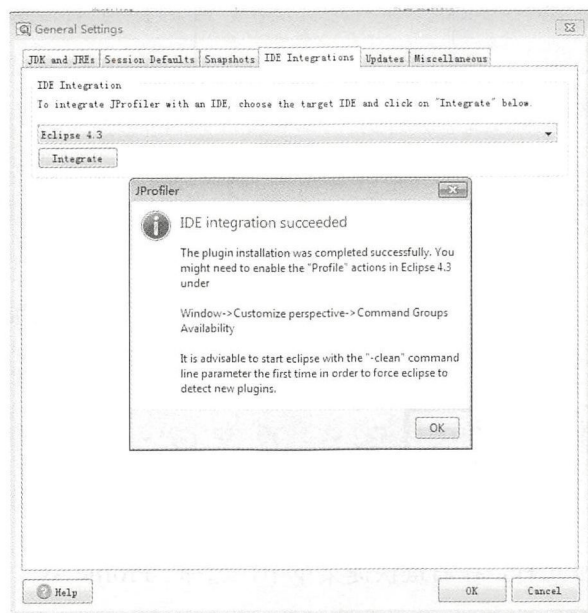 General Settings
JDK and JREs Session Defaults Snapshots IDE Integrations Updates Miscellaneous
IDE Integration
To integrate JProfiler with an IDE, choose the target IDE and click on "Integrate" below.
Eclipse 4.3
Integrate
JProfiler
IDE integration succeeded
The plugin installation was completed successfully. You
might need to enable the "Profile" actions in Eclipse 4.3
under
Window->Customize perspective->Command Groups
Availability
It is advisable to start eclipse with the "-clean" command
line parameter the first time in order to force eclipse to
detect new plugins.
OK
Help
OK Cancel